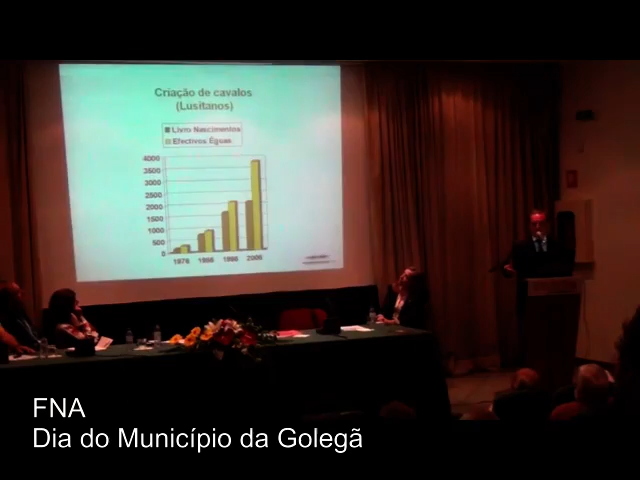 Criação de cavalos
(Lusitanos)
Livro Nascimentos
Efectivos Éguas
4000
3500
3000
2500
2000
1500
1000
500
0
1976 1986 1996 2006
FNA
Dia do Município da Golegã